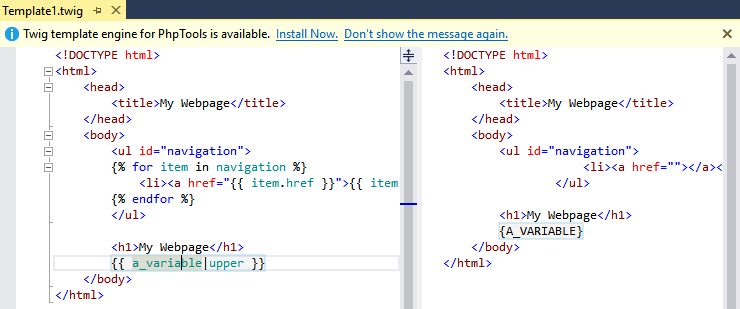 Template1.twig
Twig template engine for PhpTools is available. Install Now. Don't show the message again.
<!DOCTYPE html>
<html>
<head>
<title>My Webpage</title>
</head>
<body>
<ul id="navigation">
{% for item in navigation %}
<li><a href="{{ item.href }}">{{ item
{% endfor %}
</ul>
<h1>My Webpage</h1>
{{ a_variable|upper }}
</body>
</html>
<!DOCTYPE html>
<html>
<head>
<title>My Webpage</title>
</head>
<body>
<ul id="navigation">
<li><a href=""></a><
</ul>
<h1>My Webpage</h1>
{A_VARIABLE}
</body>
</html>